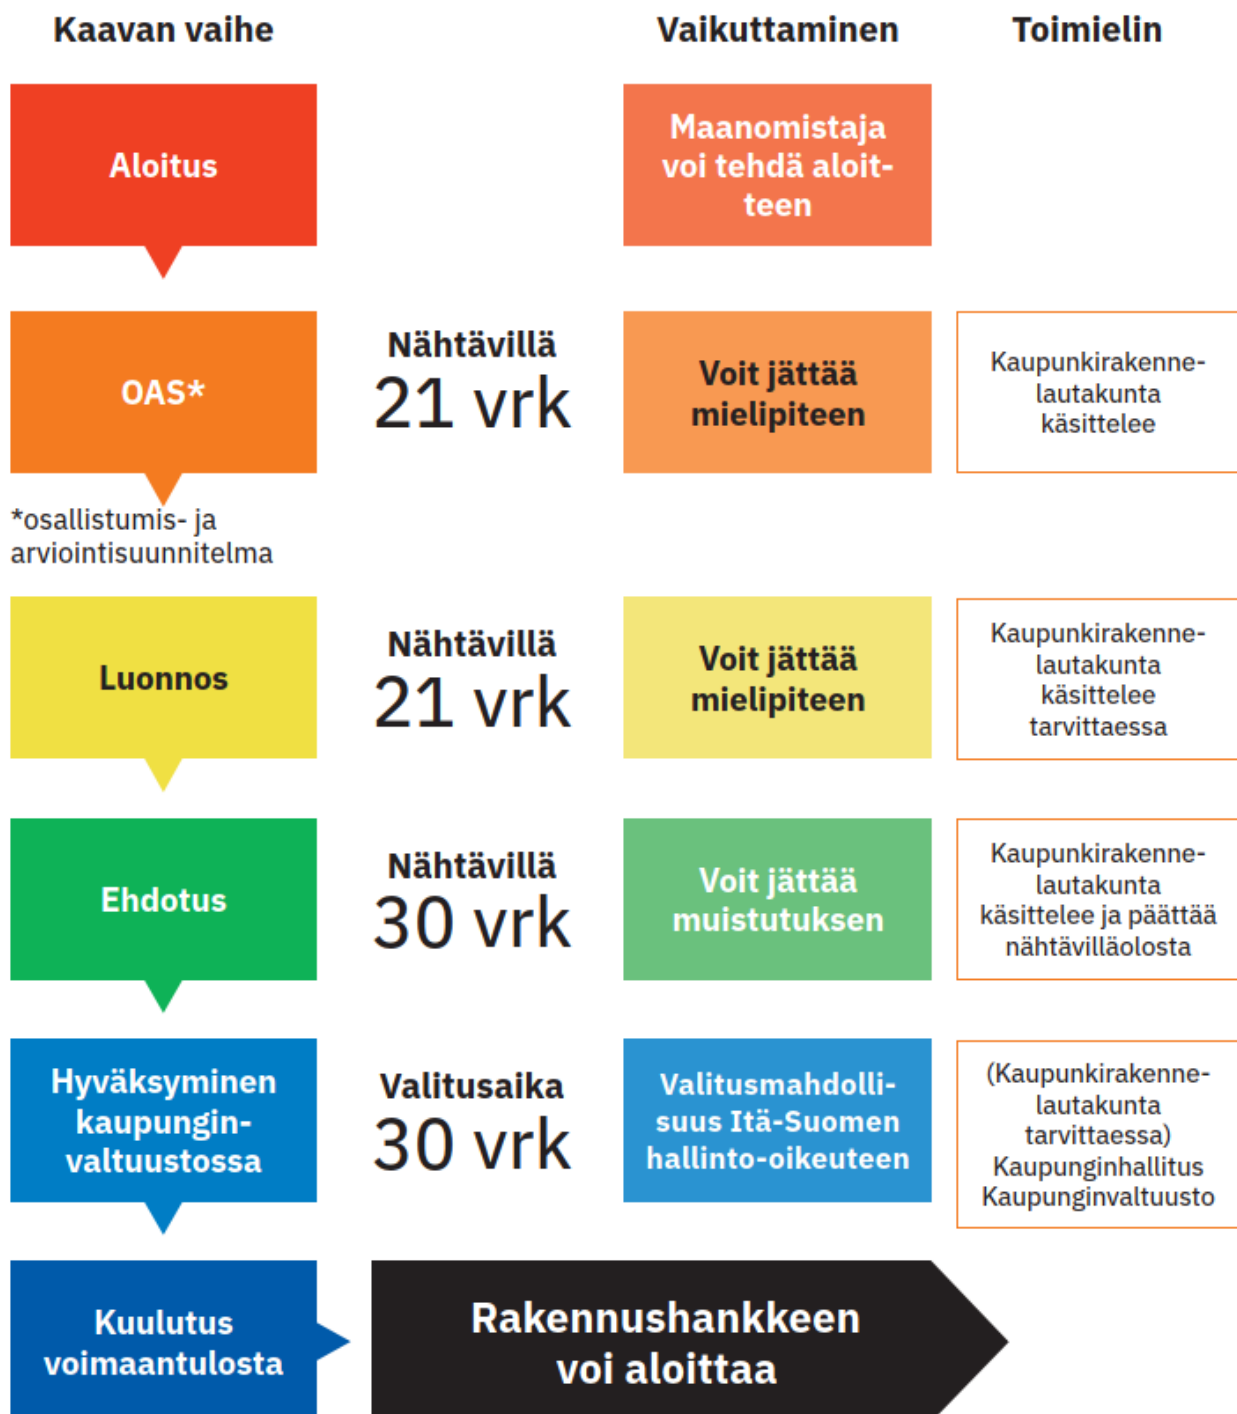 Kaavan vaihe
Vaikuttaminen
Toimielin
Aloitus
Maanomistaja
voi tehdä aloit-
teen
OAS*
Nähtävillä
21 vrk
Voit jättää
mielipiteen
Kaupunkirakenne-
lautakunta
käsittelee
*osallistumis- ja
arviointisuunnitelma
Luonnos
Nähtävillä
21 vrk
Voit jättää
mielipiteen
Kaupunkirakenne-
lautakunta
käsittelee
tarvittaessa
Ehdotus
Nähtävillä
30 vrk
Voit jättää
muistutuksen
Kaupunkirakenne-
lautakunta
käsittelee ja päättää
nähtävilläolosta
Hyväksyminen
kaupungin-
valtuustossa
Valitusaika
30 vrk
Valitusmahdolli-
suus Itä-Suomen
hallinto-oikeuteen
(Kaupunkirakenne-
lautakunta
tarvittaessa)
Kaupunginhallitus
Kaupunginvaltuusto
Kuulutus
voimaantulosta
Rakennushankkeen
voi aloittaa